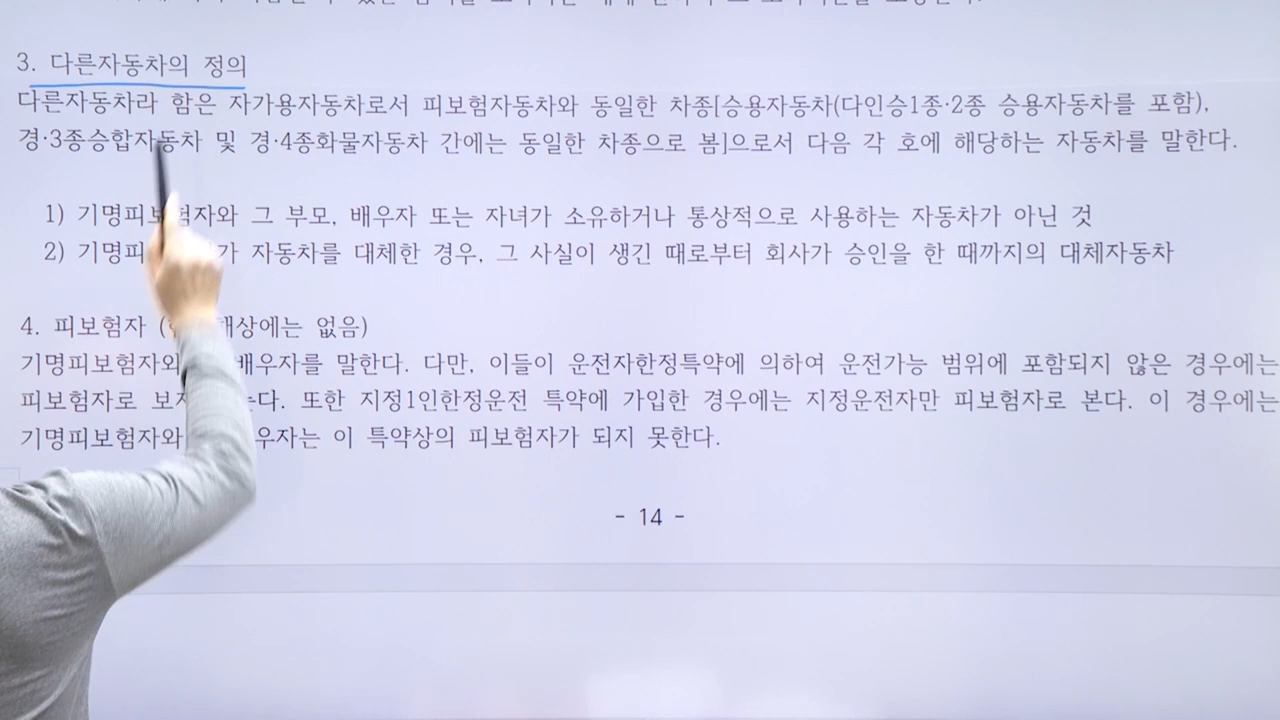 3. 다른자동차의 정의
다른자동차라 함은 자가용자동차로서 피보험자동차와 동일한 차종[승용자동차(다인승1종·2종 승용자동차를 포함),
경·3종승합자동차 및 경·4종화물자동차 간에는 동일한 차종으로 봄]으로서 다음 각 호에 해당하는 자동차를 말한다.
1) 기명피보험자와 그 부모, 배우자 또는 자녀가 소유하거나 통상적으로 사용하는 자동차가 아닌 것
2) 기명피 가 자동차를 대체한 경우, 그 사실이 생긴 때로부터 회사가 승인을 한 때까지의 대체자동차
4. 피보험자 ( 해상에는 없음)
기명피보험자와 배우자를 말한다. 다만, 이들이 운전자한정특약에 의하여 운전가능 범위에 포함되지 않은 경우에는
피보험자로 보지 는다. 또한 지정1인한정운전 특약에 가입한 경우에는 지정운전자만 피보험자로 본다. 이 경우에는
기명피보험자와 우자는 이 특약상의 피보험자가 되지 못한다.
- 14 -